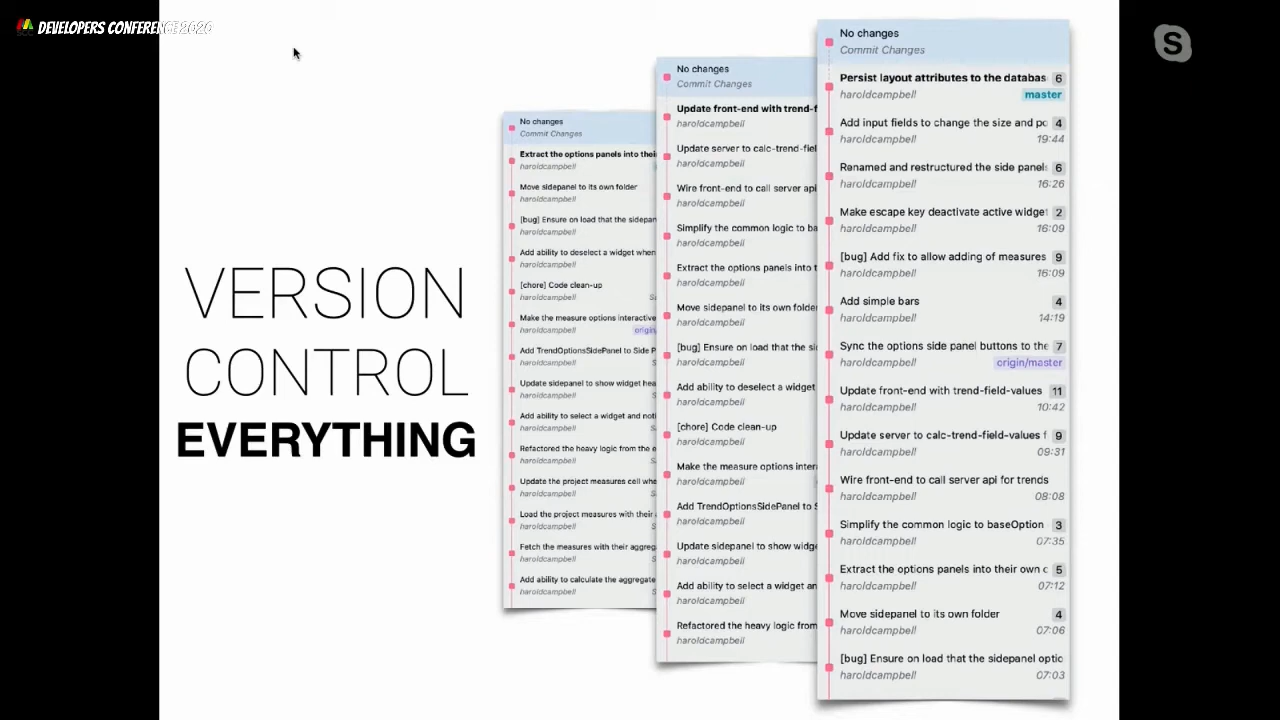 DEVELOPERS CONFERENCE 2020
VERSION
CONTROL
EVERYTHING
No changes
Commit Changes
Extract the options panels into their
haroldcampbell
Move sidepanel to its own folder
haroldcampbell
[bug] Ensure on load that the sidepan
haroldcampbell
Add ability to deselect a widget when
haroldcampbell
[chore] Code clean-up
haroldcampbell
Make the measure options interactive
haroldcampbell
origin
Add TrendOptionsSidePanel to Side P
haroldcampbell
Update sidepanel to show widget hea
haroldcampbell
Add ability to select a widget and noti
haroldcampbell
Refactored the heavy logic from the e
haroldcampbell
Update the project measures cell whe
haroldcampbell
Load the project measures with their a
haroldcampbell
Fetch the measures with their aggreg
haroldcampbell
Add ability to calculate the aggregate
haroldcampbell
No changes
Commit Changes
Update front-end with trend-f
haroldcampbell
Update server to calc-trend-fiel
haroldcampbell
Wire front-end to call server api
haroldcampbell
Simplify the common logic to ba
haroldcampbell
Extract the options panels into t
haroldcampbell
Move sidepanel to its own folder
haroldcampbell
[bug] Ensure on load that the si
haroldcampbell
Add ability to deselect a widget
haroldcampbell
[chore] Code clean-up
haroldcampbell
Make the measure options inter
haroldcampbell
Add TrendOptionsSidePanel to S
haroldcampbell
Update sidepanel to show widg
haroldcampbell
Add ability to select a widget an
haroldcampbell
Refactored the heavy logic from
haroldcampbell
No changes
Commit Changes
Persist layout attributes to the databas 6
haroldcampbell master
Add input fields to change the size and po 4
haroldcampbell 19:44
Renamed and restructured the side panels 6
haroldcampbell 16:26
Make escape key deactivate active widget 2
haroldcampbell 16:09
[bug] Add fix to allow adding of measures 9
haroldcampbell 16:09
Add simple bars 4
haroldcampbell 14:19
Sync the options side panel buttons to the 7
haroldcampbell origin/master
Update front-end with trend-field-values 11
haroldcampbell 10:42
Update server to calc-trend-field-values f 9
haroldcampbell 09:31
Wire front-end to call server api for trends
haroldcampbell 08:08
Simplify the common logic to baseOption 3
haroldcampbell 07:35
Extract the options panels into their own c 5
haroldcampbell 07:12
Move sidepanel to its own folder 4
haroldcampbell 07:06
[bug] Ensure on load that the sidepanel optio
haroldcampbell 07:03